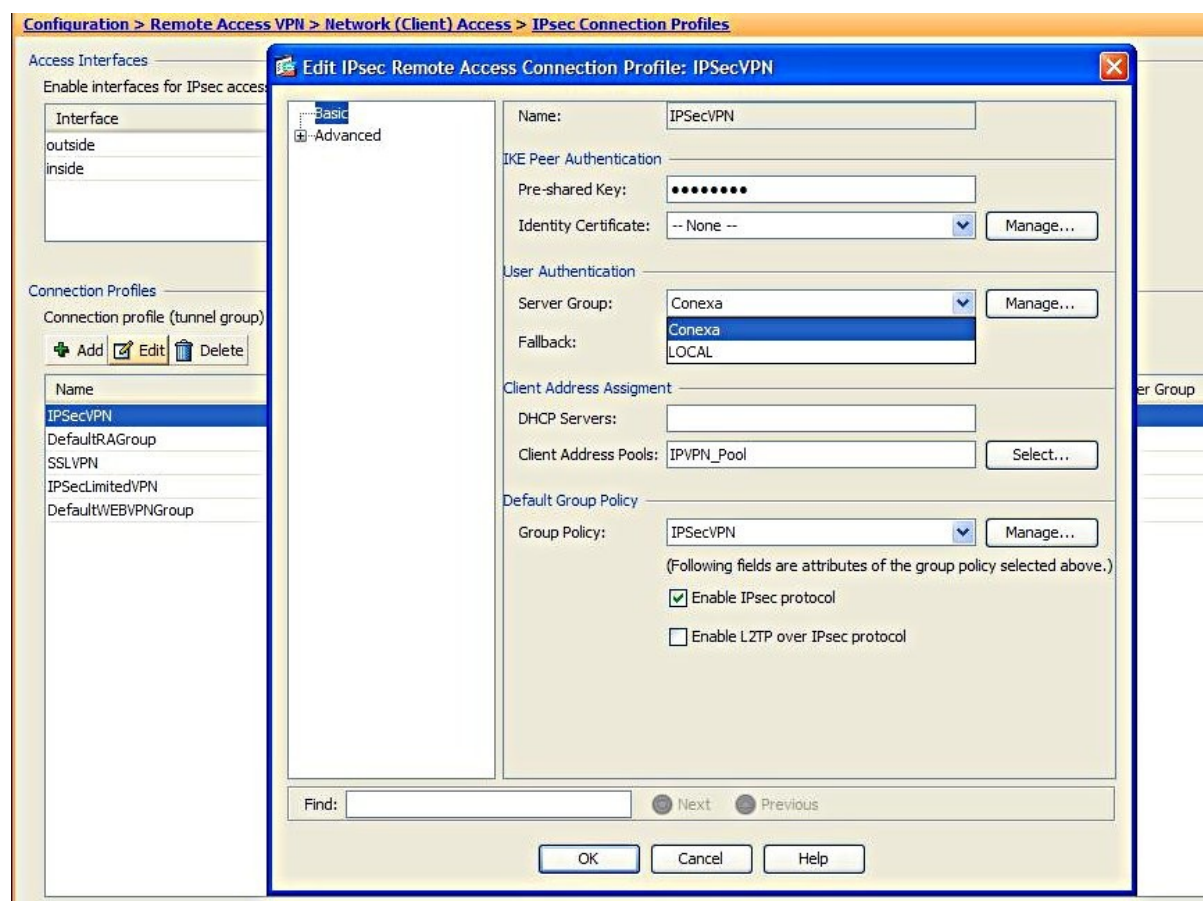 Configuration > Remote Access VPN > Network (Client) Access > IPsec Connection Profiles
Access Interfaces
Enable interfaces for IPsec access
Interface
outside
inside
Connection Profiles
Connection profile (tunnel group)
Add Edit Delete
Name
IPSecVPN
DefaultRAGroup
SSLVPN
IPSecLimitedVPN
DefaultWEBVPNGroup
er Group
Edit IPsec Remote Access Connection Profile: IPSecVPN
Basic
Advanced
Name: IPSecVPN
IKE Peer Authentication
Pre-shared Key: ••••••••
Identity Certificate: -- None -- Manage...
User Authentication
Server Group: Conexa Manage...
Conexa
Fallback:
LOCAL
Client Address Assigment
DHCP Servers:
Client Address Pools: IPVPN_Pool Select...
Default Group Policy
Group Policy: IPSecVPN Manage...
(Following fields are attributes of the group policy selected above.)
Enable IPsec protocol
Enable L2TP over IPsec protocol
Find: Next Previous
OK Cancel Help